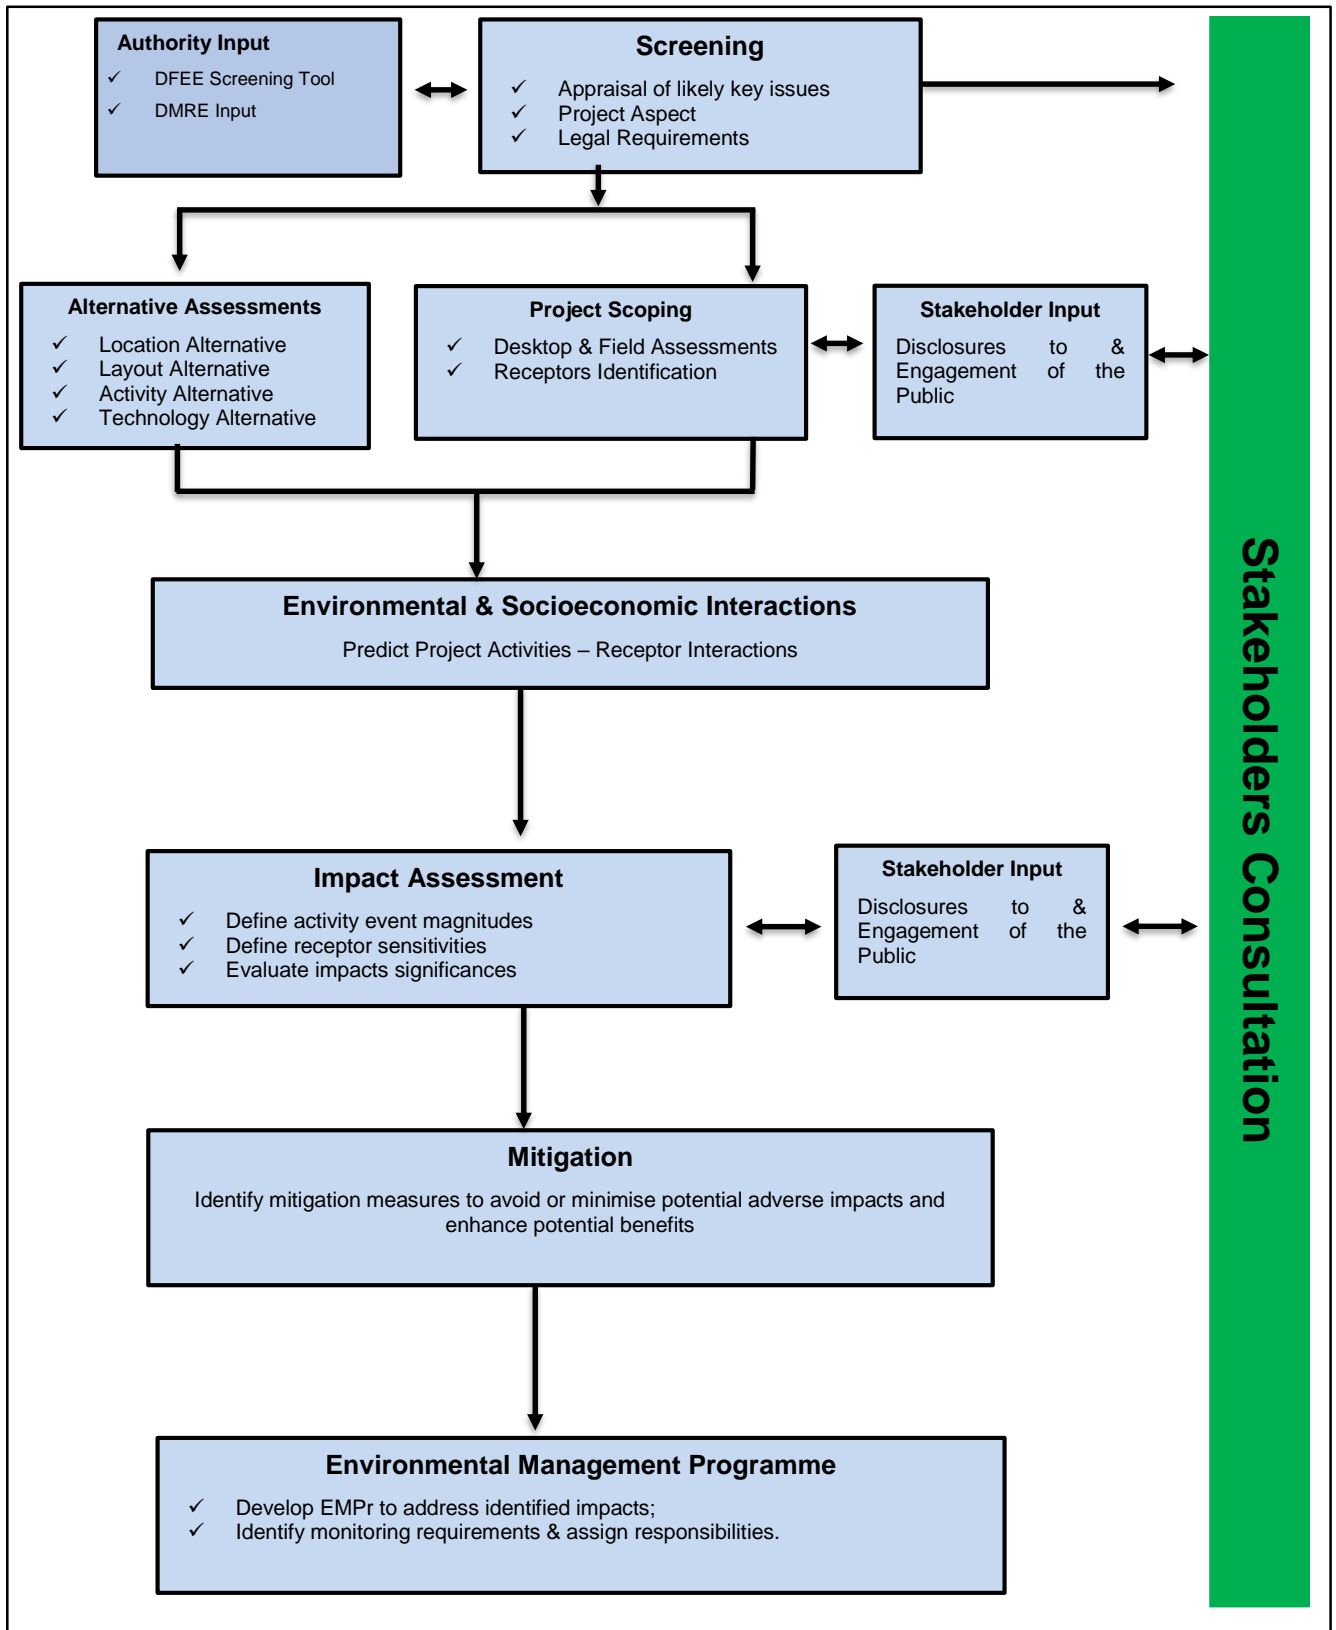 Authority Input
✓ DFEE Screening Tool
✓ DMRE Input
Screening
✓ Appraisal of likely key issues
✓ Project Aspect
✓ Legal Requirements
Alternative Assessments
✓ Location Alternative
✓ Layout Alternative
✓ Activity Alternative
✓ Technology Alternative
Project Scoping
✓ Desktop & Field Assessments
✓ Receptors Identification
Stakeholder Input
Disclosures to &
Engagement of the
Public
Environmental & Socioeconomic Interactions
Predict Project Activities – Receptor Interactions
Impact Assessment
✓ Define activity event magnitudes
✓ Define receptor sensitivities
✓ Evaluate impacts significances
Stakeholder Input
Disclosures to &
Engagement of the
Public
Mitigation
Identify mitigation measures to avoid or minimise potential adverse impacts and
enhance potential benefits
Environmental Management Programme
✓ Develop EMPr to address identified impacts;
✓ Identify monitoring requirements & assign responsibilities.
Stakeholders Consultation